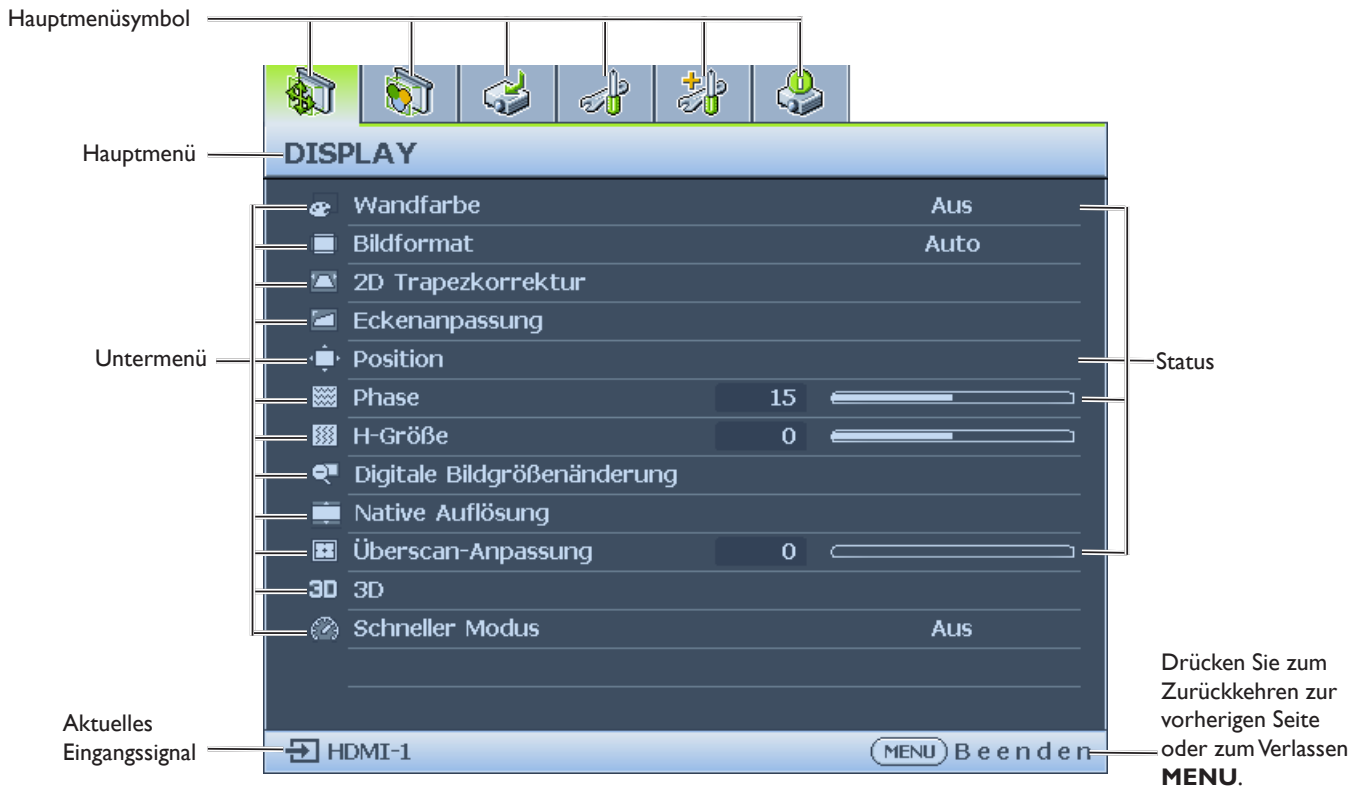 Hauptmenüsymbol
Hauptmenü
DISPLAY
Wandfarbe Aus
Bildformat Auto
2D Trapezkorrektur
Eckenanpassung
Untermenü
Position
Status
Phase 15
H-Größe 0
Digitale Bildgrößenänderung
Native Auflösung
Überscan-Anpassung 0
3D 3D
Schneller Modus Aus
Aktuelles
Eingangssignal
HDMI-1
MENU Beenden
Drücken Sie zum
Zurückkehren zur
vorherigen Seite
oder zum Verlassen
MENU.